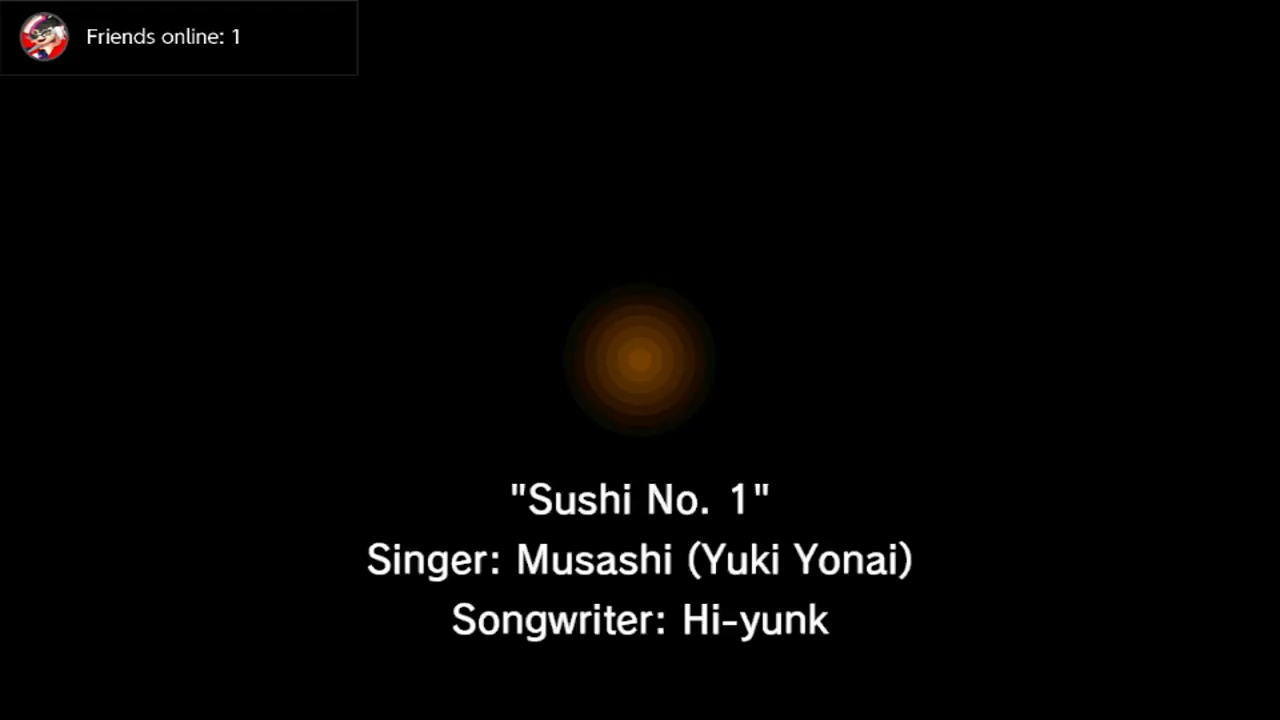 Friends online: 1
"Sushi No. 1"
Singer: Musashi (Yuki Yonai)
Songwriter: Hi-yunk